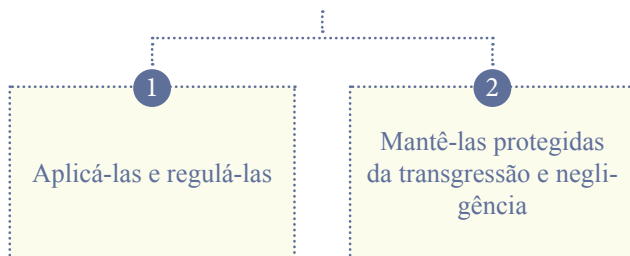 1
Aplicá-las e regulá-las
2
Mantê-las protegidas
da transgressão e negli-
gência